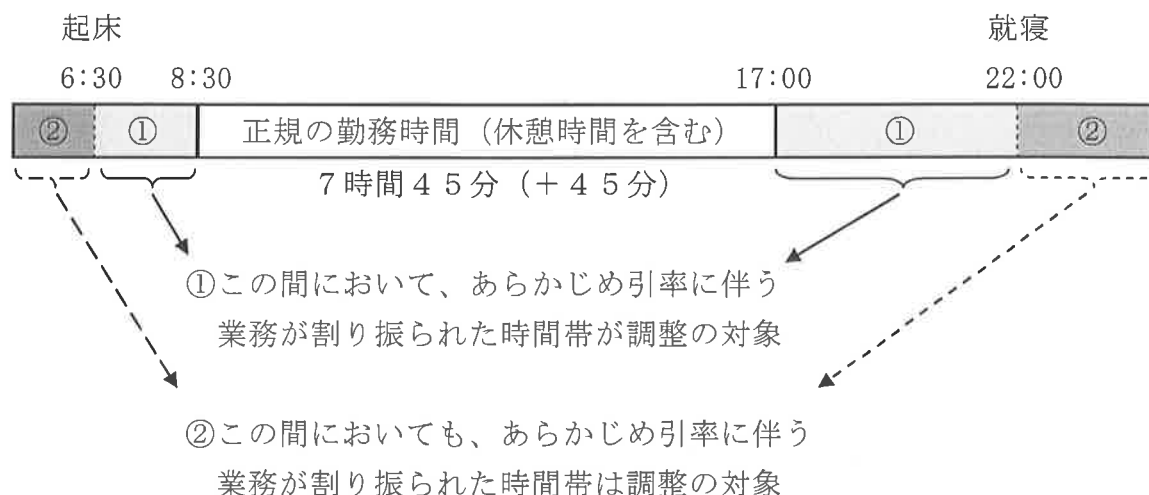 起床 就寝
6:30 8:30 17:00 22:00
② ① 正規の勤務時間（休憩時間を含む） ① ②
７時間４５分（＋４５分）
①この間において、あらかじめ引率に伴う
業務が割り振られた時間帯が調整の対象
②この間においても、あらかじめ引率に伴う
業務が割り振られた時間帯は調整の対象